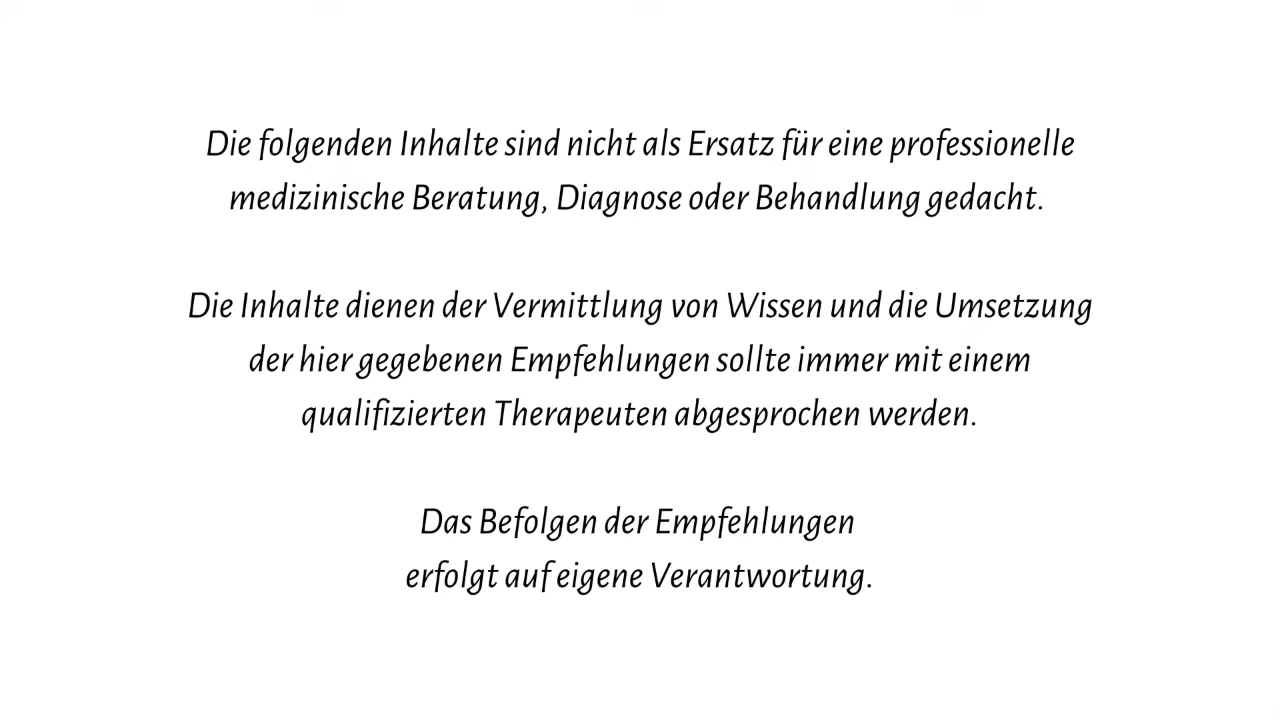 Die folgenden Inhalte sind nicht als Ersatz für eine professionelle
medizinische Beratung, Diagnose oder Behandlung gedacht.
Die Inhalte dienen der Vermittlung von Wissen und die Umsetzung
der hier gegebenen Empfehlungen sollte immer mit einem
qualifizierten Therapeuten abgesprochen werden.
Das Befolgen der Empfehlungen
erfolgt auf eigene Verantwortung.